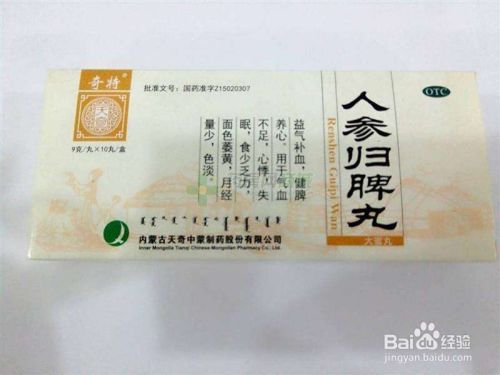 奇特®
批准文号：国药准字Z15020307
9克/丸×10丸/盒
OTC
人参归脾丸
Renshen Guipi Wan
大蜜丸
益气补血，健脾
养心。用于气血
不足，心悸，失
眠，食少乏力，
面色萎黄，月经
量少，色淡。
内蒙古天奇中蒙制药股份有限公司
Inner Mongolia Tianqi Chinese-Mongolian Pharmacy Co., Ltd.
Baidu经验
jingyan.baidu.com